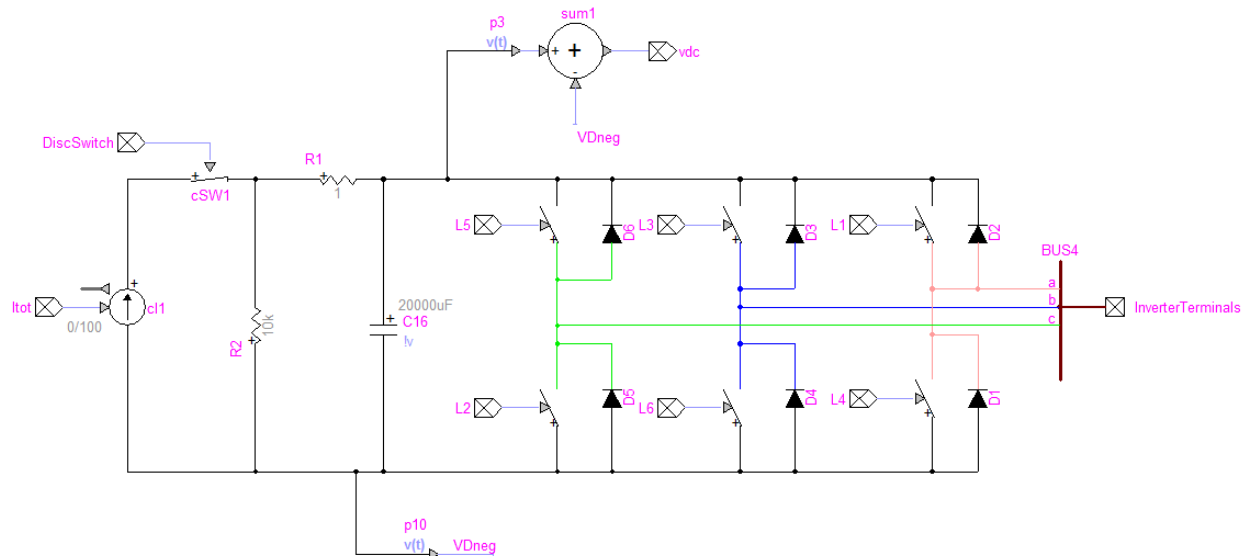 sum1
p3
v(t)
+
+
-
vdc
VDneg
DiscSwitch
+
cSW1
R1
+
1
L5
+
D6
L3
+
D3
L1
+
D2
BUS4
a
b
c
InverterTerminals
+
Itot
cI1
0/100
R2
+
10k
20000uF
+
C16
!v
L2
+
D5
L6
+
D4
L4
+
D1
p10
v(t)
VDneg